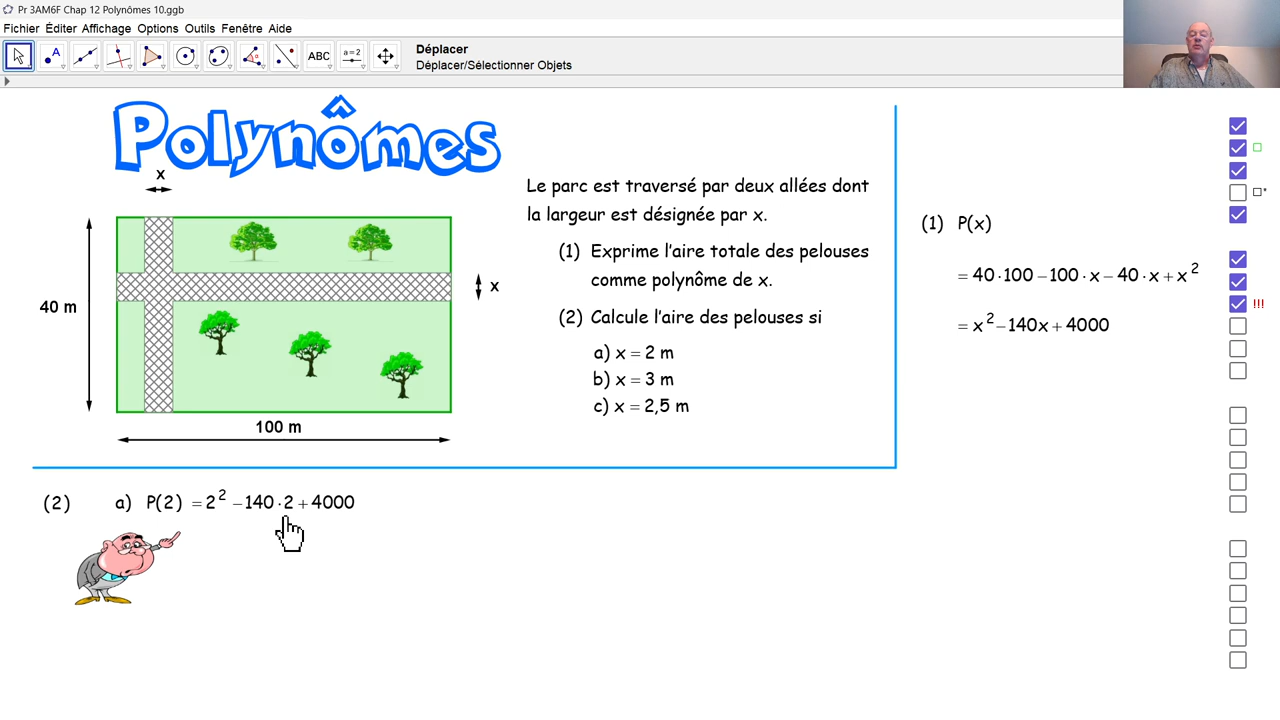 Pr 3AM6F Chap 12 Polynômes 10.ggb
Fichier Éditer Affichage Options Outils Fenêtre Aide
A
ABC
a=2
Déplacer
Déplacer/Sélectionner Objets
Polynômes
x
40 m
x
100 m
Le parc est traversé par deux allées dont
la largeur est désignée par x.
(1) Exprime l'aire totale des pelouses
comme polynôme de x.
(2) Calcule l'aire des pelouses si
a) x = 2 m
b) x = 3 m
c) x = 2,5 m
(1) P(x)
= 40·100 – 100·x – 40·x + x²
= x² – 140x + 4000
!!!
(2) a) P(2) = 2² – 140·2 + 4000